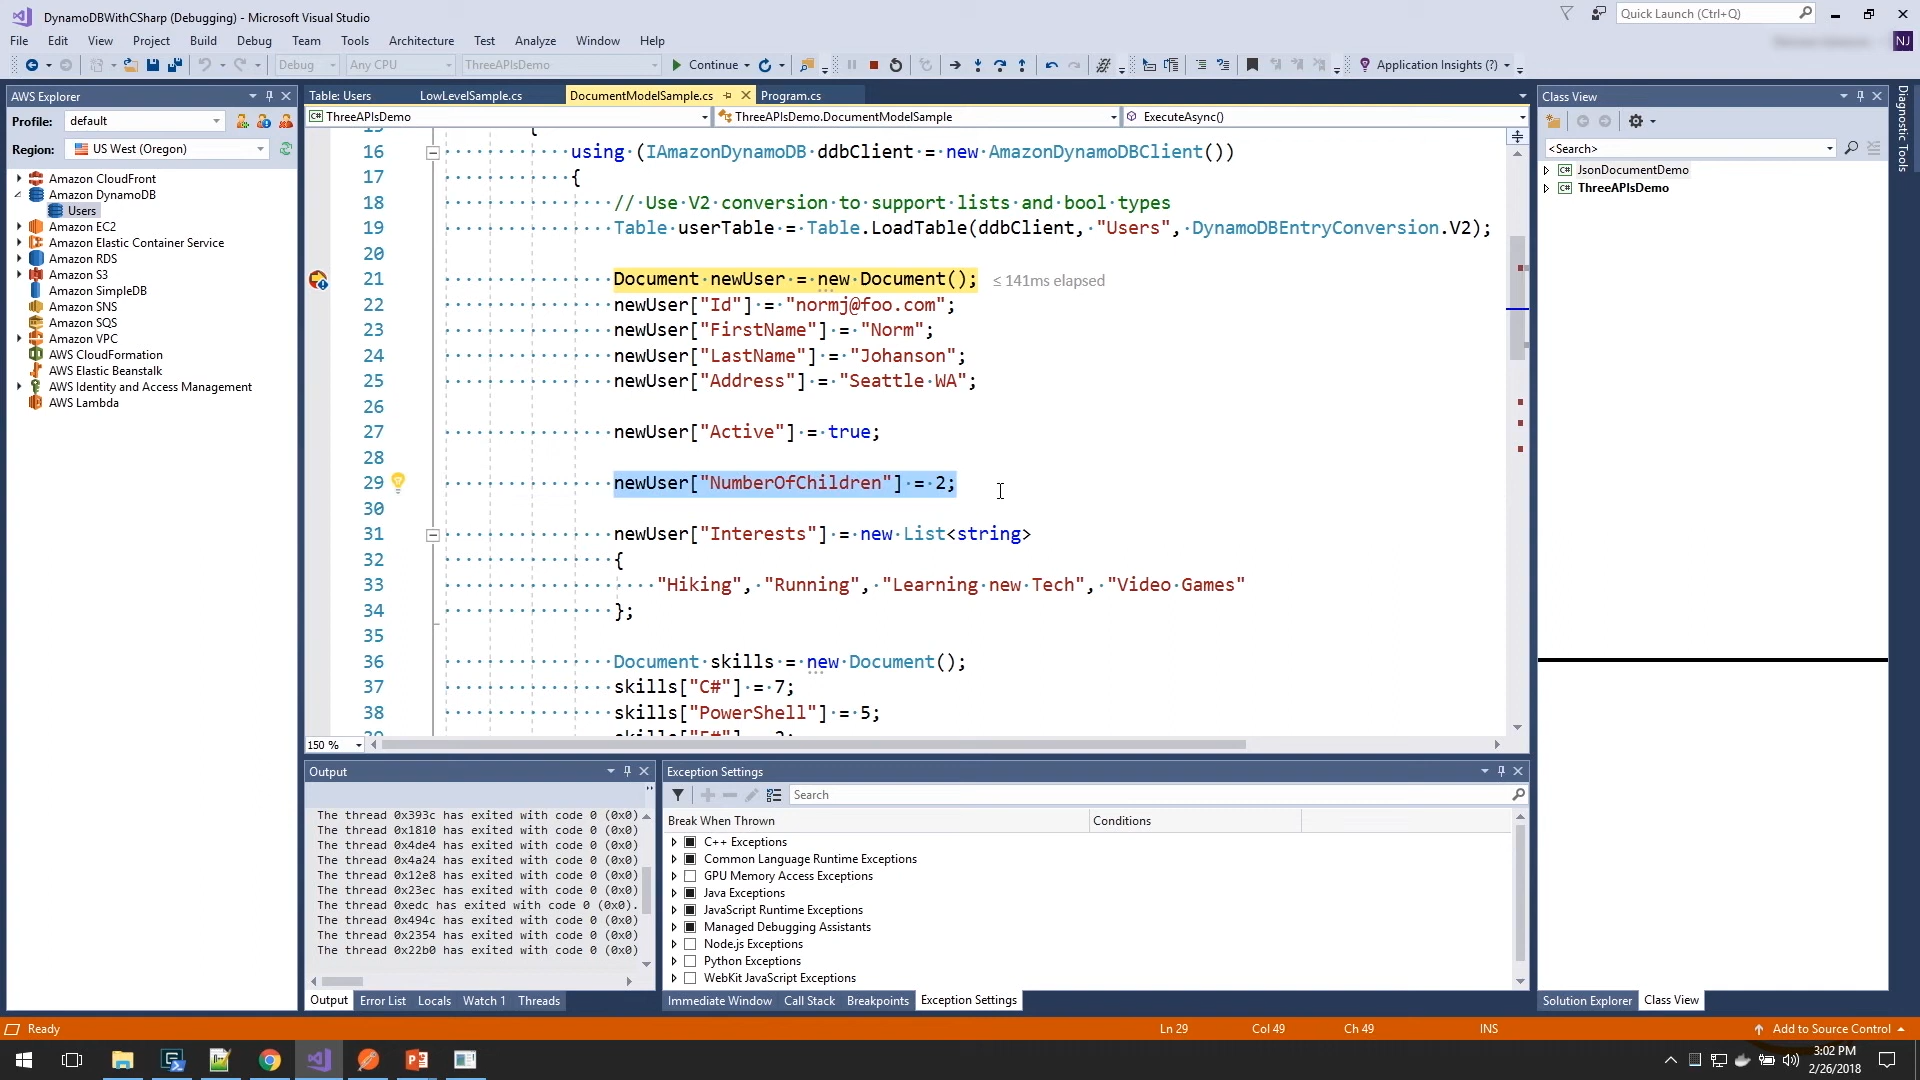 DynamoDBWithCSharp (Debugging) - Microsoft Visual Studio
Quick Launch (Ctrl+Q)
File Edit View Project Build Debug Team Tools Architecture Test Analyze Window Help
NJ
Debug Any CPU ThreeAPIsDemo Continue Application Insights (?)
AWS Explorer
Profile: default
Region: US West (Oregon)
Amazon CloudFront
Amazon DynamoDB
Users
Amazon EC2
Amazon Elastic Container Service
Amazon RDS
Amazon S3
Amazon SimpleDB
Amazon SNS
Amazon SQS
Amazon VPC
AWS CloudFormation
AWS Elastic Beanstalk
AWS Identity and Access Management
AWS Lambda
Table: Users LowLevelSample.cs DocumentModelSample.cs Program.cs
ThreeAPIsDemo ThreeAPIsDemo.DocumentModelSample ExecuteAsync()
15 {
16 using (IAmazonDynamoDB ddbClient = new AmazonDynamoDBClient())
17 {
18 // Use V2 conversion to support lists and bool types
19 Table userTable = Table.LoadTable(ddbClient, "Users", DynamoDBEntryConversion.V2);
20
21 Document newUser = new Document(); ≤ 141ms elapsed
22 newUser["Id"] = "normj@foo.com";
23 newUser["FirstName"] = "Norm";
24 newUser["LastName"] = "Johanson";
25 newUser["Address"] = "Seattle WA";
26
27 newUser["Active"] = true;
28
29 newUser["NumberOfChildren"] = 2;
30
31 newUser["Interests"] = new List<string>
32 {
33 "Hiking", "Running", "Learning new Tech", "Video Games"
34 };
35
36 Document skills = new Document();
37 skills["C#"] = 7;
38 skills["PowerShell"] = 5;
150 %
Output
The thread 0x393c has exited with code 0 (0x0)
The thread 0x1810 has exited with code 0 (0x0)
The thread 0x4de4 has exited with code 0 (0x0)
The thread 0x4a24 has exited with code 0 (0x0)
The thread 0x12e8 has exited with code 0 (0x0)
The thread 0x23ec has exited with code 0 (0x0)
The thread 0xedc has exited with code 0 (0x0).
The thread 0x494c has exited with code 0 (0x0)
The thread 0x2354 has exited with code 0 (0x0)
The thread 0x22b0 has exited with code 0 (0x0)
Output Error List Locals Watch 1 Threads
Exception Settings
Search
Break When Thrown Conditions
C++ Exceptions
Common Language Runtime Exceptions
GPU Memory Access Exceptions
Java Exceptions
JavaScript Runtime Exceptions
Managed Debugging Assistants
Node.js Exceptions
Python Exceptions
WebKit JavaScript Exceptions
Immediate Window Call Stack Breakpoints Exception Settings
Class View
<Search>
JsonDocumentDemo
ThreeAPIsDemo
Solution Explorer Class View
Diagnostic Tools
Ready Ln 29 Col 49 Ch 49 INS Add to Source Control
3:02 PM
2/26/2018